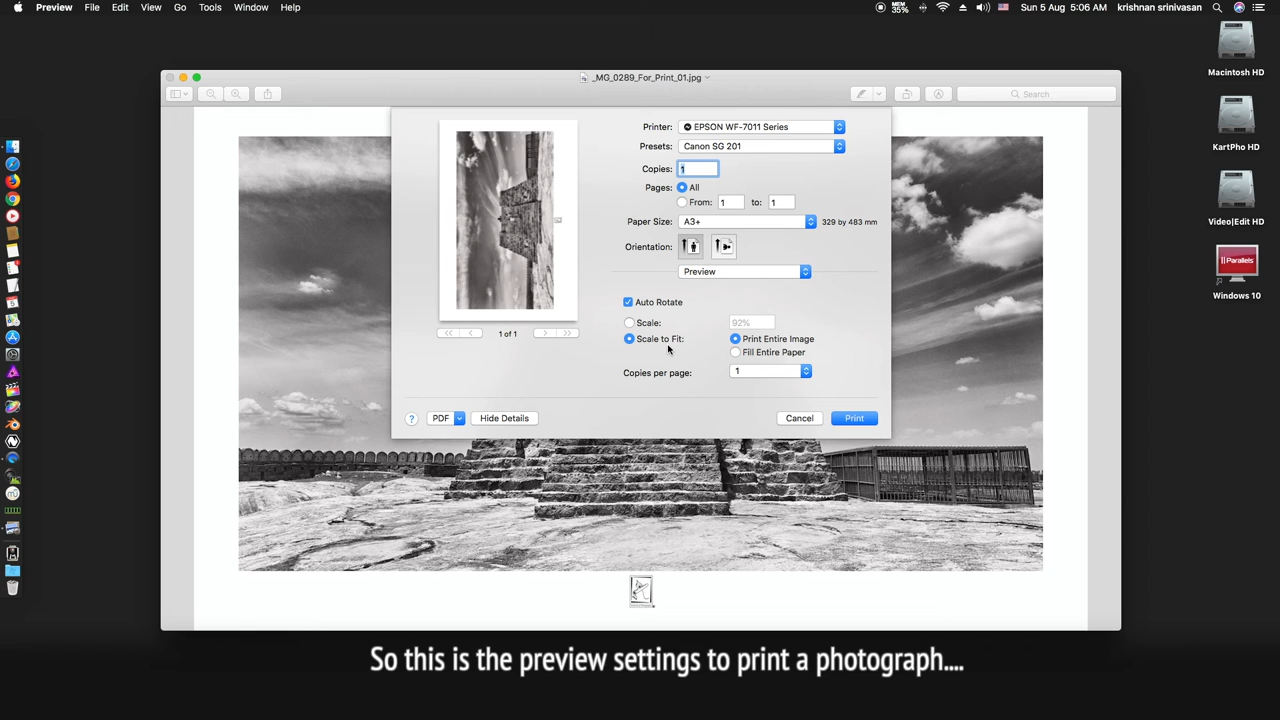 Preview File Edit View Go Tools Window Help
MEM 35% Sun 5 Aug 5:06 AM krishnan srinivasan
_MG_0289_For_Print_01.jpg
Search
Macintosh HD
KartPho HD
Video|Edit HD
Parallels
Windows 10
Printer: EPSON WF-7011 Series
Presets: Canon SG 201
Copies: 1
Pages: All
From: 1 to: 1
Paper Size: A3+ 329 by 483 mm
Orientation:
Preview
Auto Rotate
Scale: 92%
Scale to Fit: Print Entire Image
Fill Entire Paper
Copies per page: 1
1 of 1
? PDF Hide Details Cancel Print
So this is the preview settings to print a photograph....